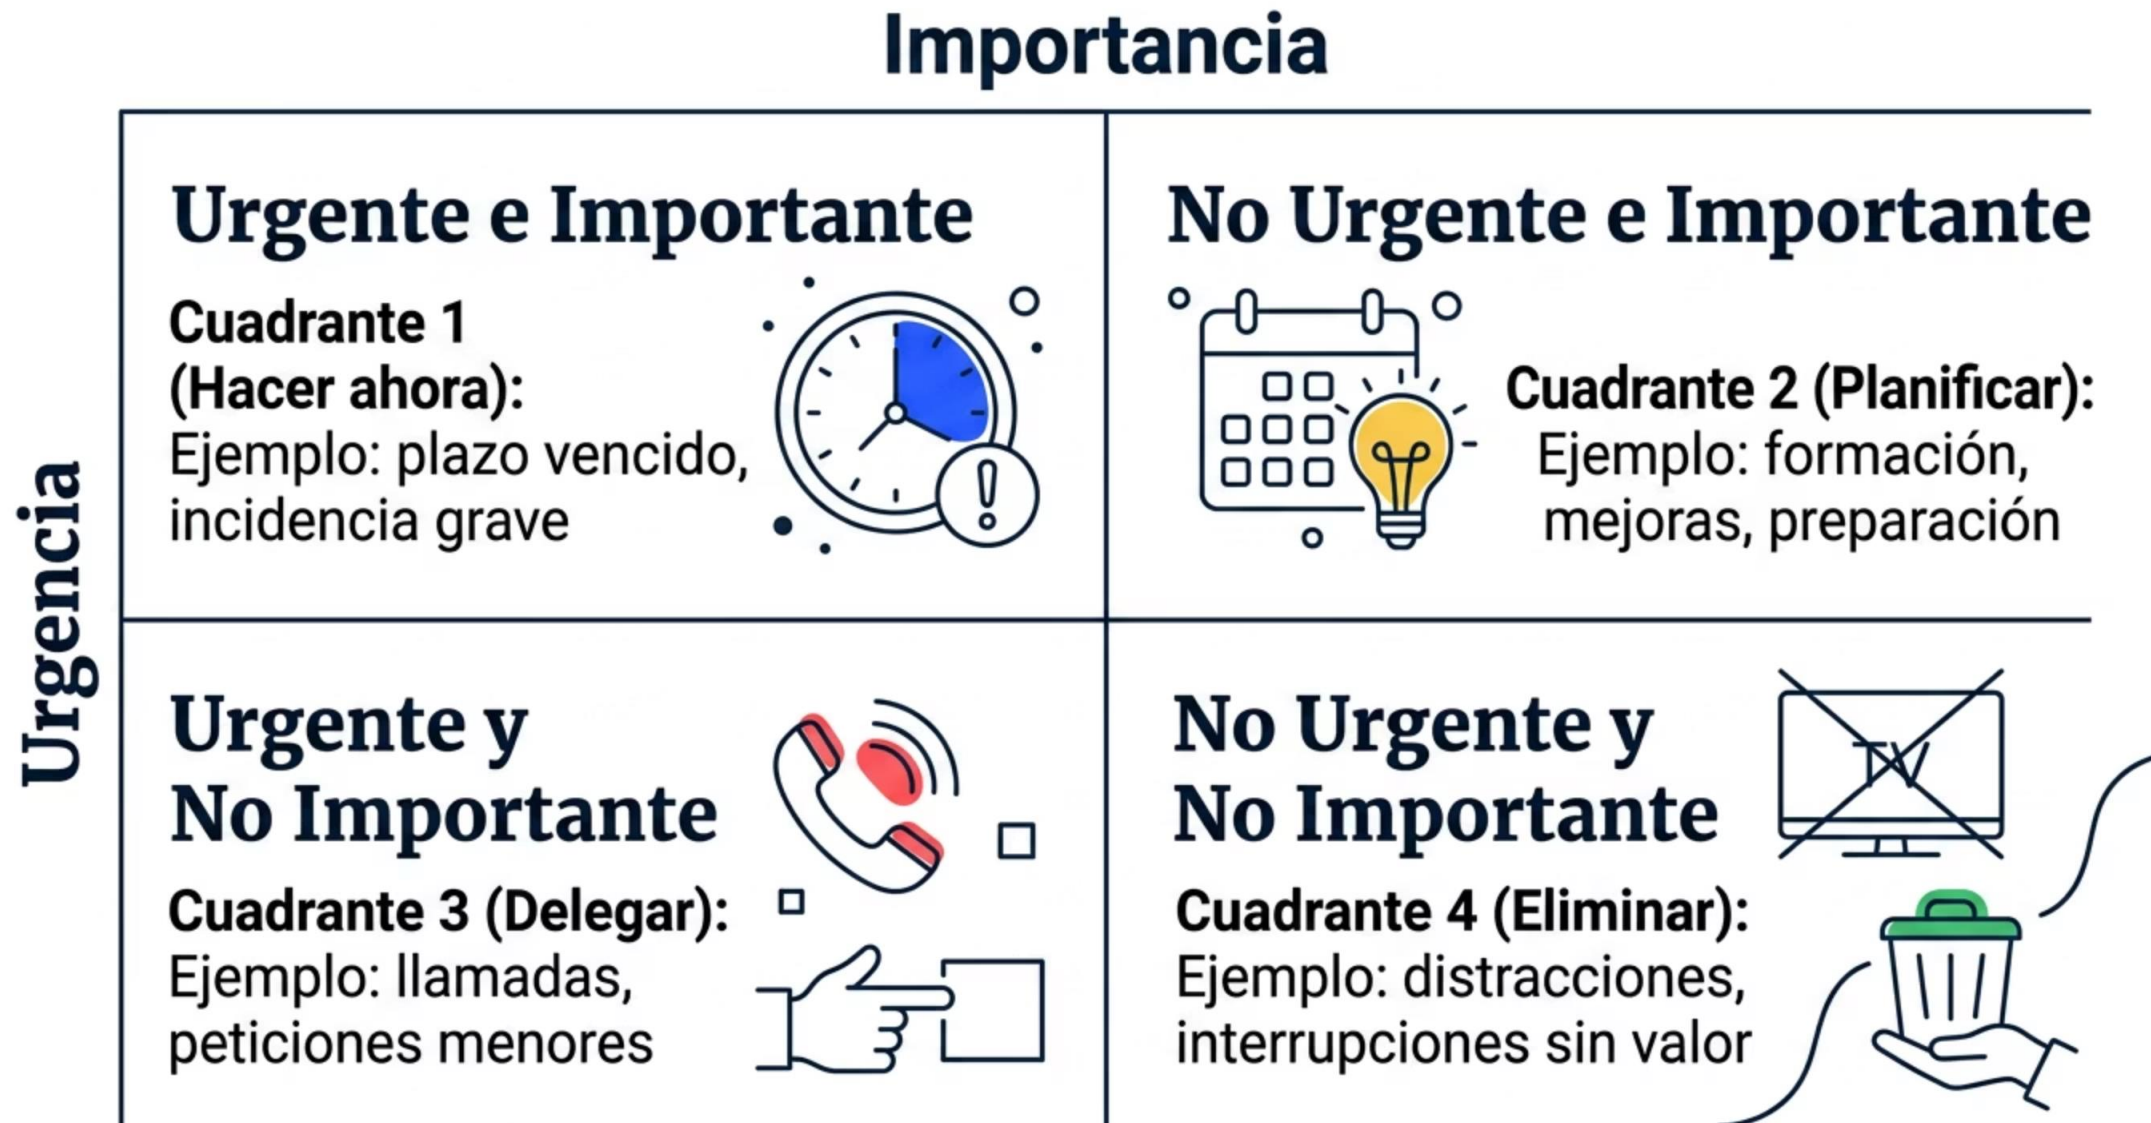 Importancia
Urgencia
Urgente e Importante
Cuadrante 1
(Hacer ahora):
Ejemplo: plazo vencido,
incidencia grave
No Urgente e Importante
Cuadrante 2 (Planificar):
Ejemplo: formación,
mejoras, preparación
Urgente y
No Importante
Cuadrante 3 (Delegar):
Ejemplo: llamadas,
peticiones menores
No Urgente y
No Importante
TV
Cuadrante 4 (Eliminar):
Ejemplo: distracciones,
interrupciones sin valor